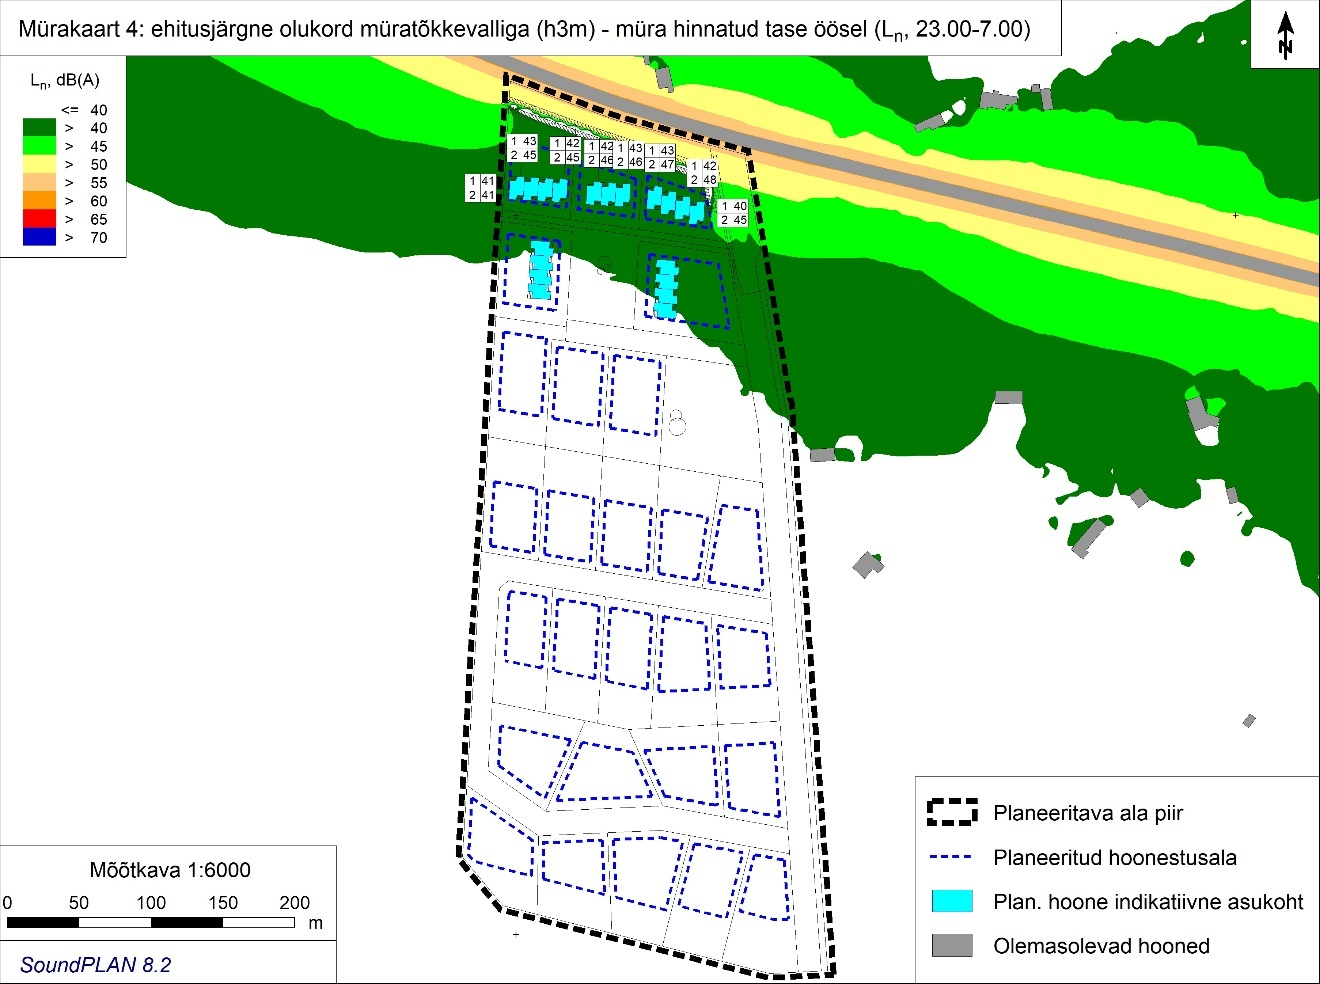 Mürakaart 4: ehitusjärgne olukord müratõkkevalliga (h3m) - müra hinnatud tase öösel (Ln, 23.00-7.00)
N
Ln, dB(A)
<= 40
> 40
> 45
> 50
> 55
> 60
> 65
> 70
1 43
2 45
1 42
2 45
1 42
2 46
1 43
2 46
1 43
2 47
1 42
2 48
1 41
2 41
1 40
2 45
Planeeritava ala piir
Planeeritud hoonestusala
Plan. hoone indikatiivne asukoht
Olemasolevad hooned
Mõõtkava 1:6000
0 50 100 150 200
m
SoundPLAN 8.2